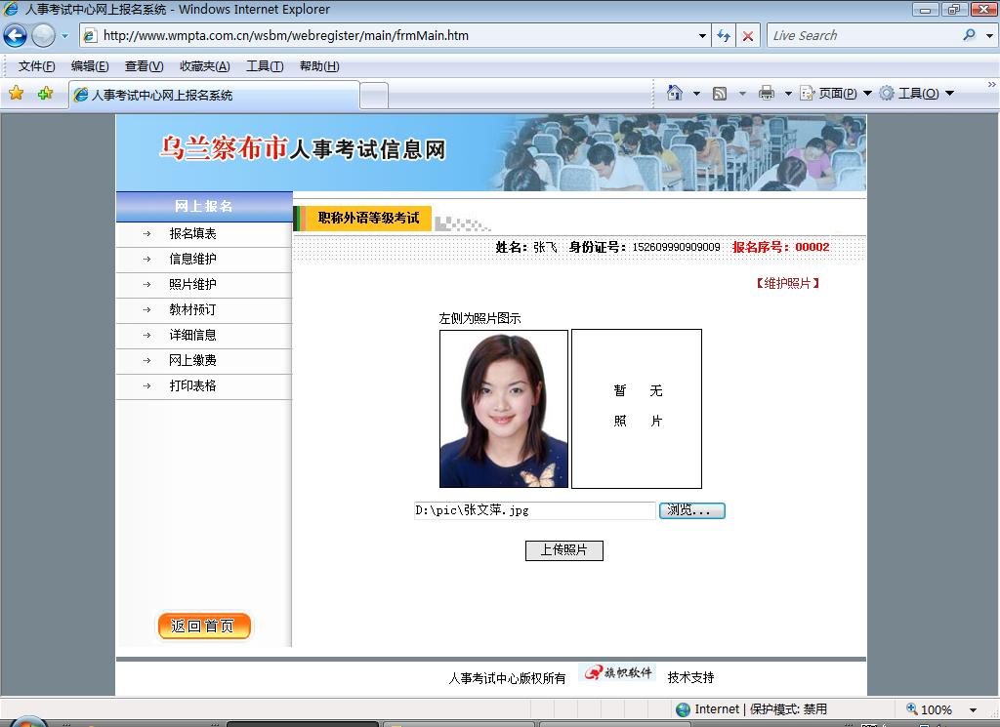 人事考试中心网上报名系统 - Windows Internet Explorer
http://www.wmpta.com.cn/wsbm/webregister/main/frmMain.htm
Live Search
文件(F) 编辑(E) 查看(V) 收藏夹(A) 工具(T) 帮助(H)
人事考试中心网上报名系统
页面(P) 工具(O)
乌兰察布市人事考试信息网
网上报名
职称外语等级考试
报名填表
姓名：张飞 身份证号：152609990909009 报名序号：00002
信息维护
照片维护
【维护照片】
教材预订
左侧为照片图示
详细信息
网上缴费
打印表格
暂 无
照 片
D:\pic\张文萍.jpg
浏览...
上传照片
返回首页
人事考试中心版权所有 旗帜软件 技术支持
Internet | 保护模式: 禁用
100%